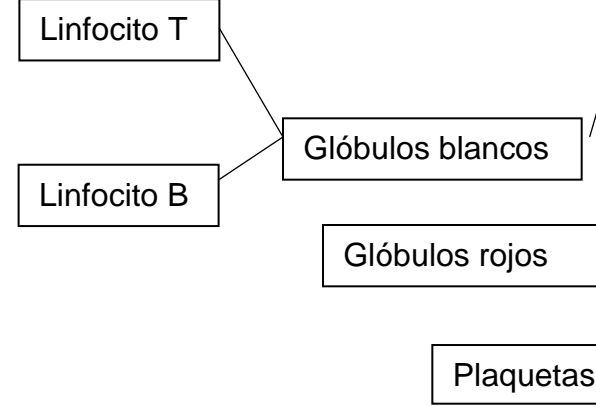 Linfocito T
Glóbulos blancos
Linfocito B
Glóbulos rojos
Plaquetas